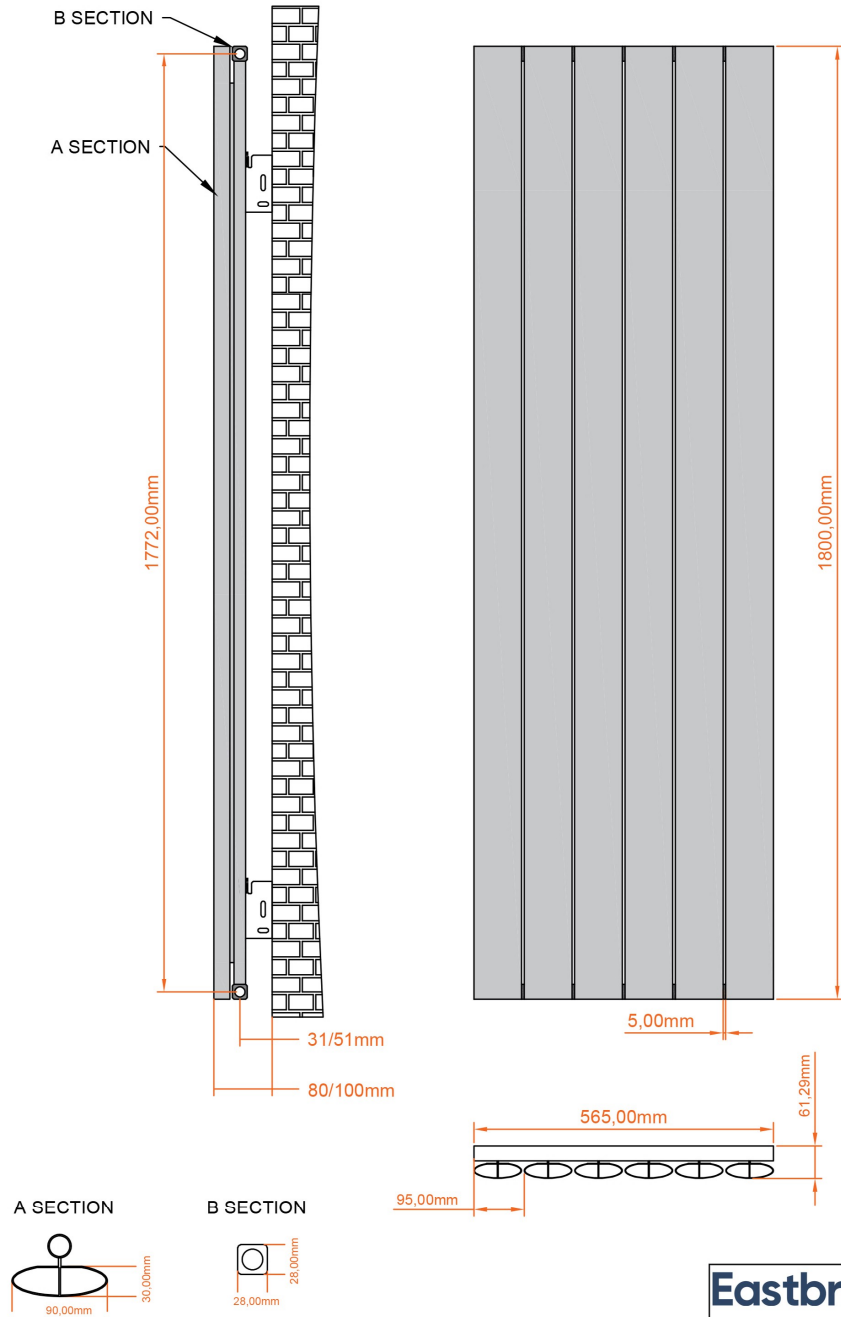 B SECTION
A SECTION
1772,00mm
1800,00mm
31/51mm
80/100mm
5,00mm
565,00mm
61,29mm
95,00mm
A SECTION
30,00mm
90,00mm
B SECTION
28,00mm
28,00mm
Eastbr